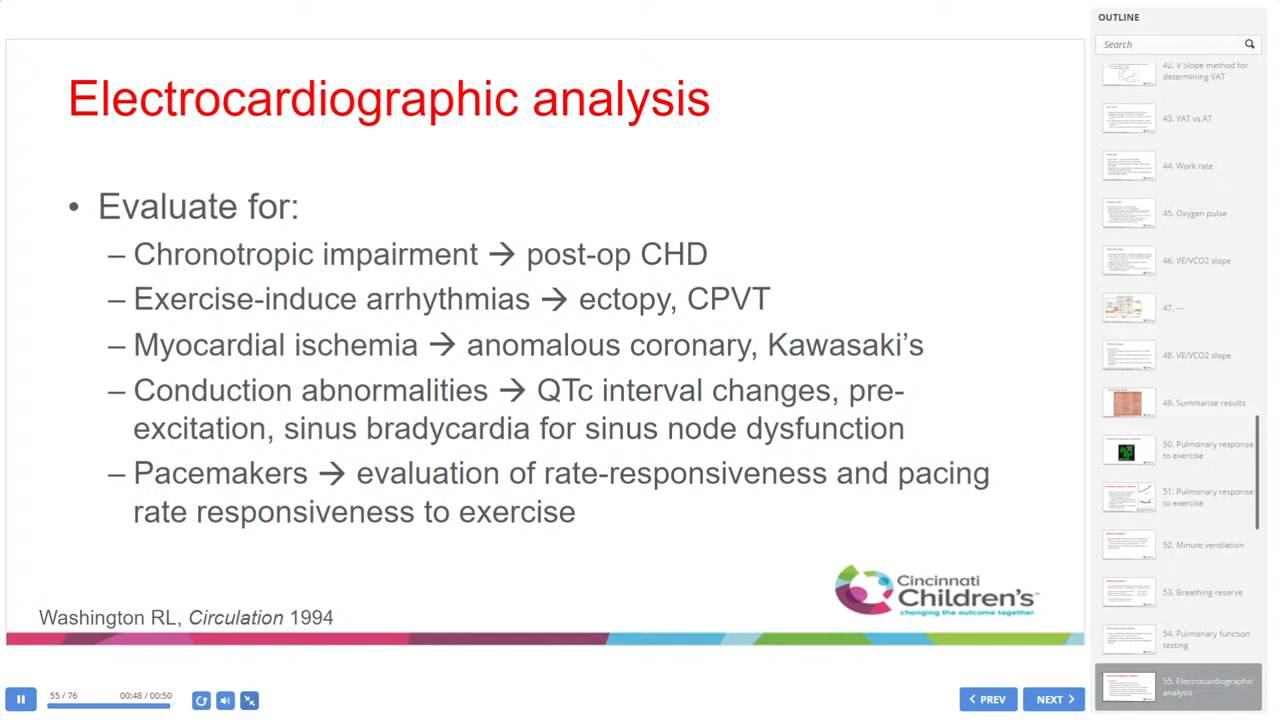 Electrocardiographic analysis
• Evaluate for:
– Chronotropic impairment → post-op CHD
– Exercise-induce arrhythmias → ectopy, CPVT
– Myocardial ischemia → anomalous coronary, Kawasaki's
– Conduction abnormalities → QTc interval changes, pre-
excitation, sinus bradycardia for sinus node dysfunction
– Pacemakers → evaluation of rate-responsiveness and pacing
rate responsiveness to exercise
Washington RL, Circulation 1994
Cincinnati
Children's™
changing the outcome together
55 / 76
00:48 / 00:50
PREV
NEXT
OUTLINE
Search
42. V Slope method for
determining VAT
43. VAT vs AT
44. Work rate
45. Oxygen pulse
46. VE/VCO2 slope
47. ---
48. VE/VCO2 slope
49. Summarize results
50. Pulmonary response
to exercise
51. Pulmonary response
to exercise
52. Minute ventilation
53. Breathing reserve
54. Pulmonary function
testing
55. Electrocardiographic
analysis